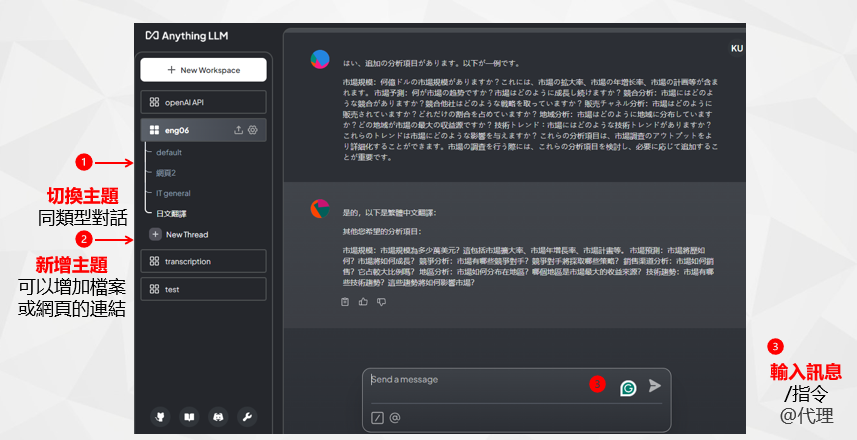 Anything LLM
KU
+ New Workspace
openAI API
eng06
default
網頁2
IT general
日文翻譯
New Thread
transcription
test
1
切換主題
同類型對話
2
新增主題
可以增加檔案
或網頁的連結
はい、追加の分析項目があります。以下が一例です。
市場規模：何億ドルの市場規模がありますか？これには、市場の拡大率、市場の年増長率、市場の計画等が含ま
れます。 市場予測：何が市場の趨勢ですか？市場はどのように成長し続けますか？ 競合分析：市場にはどのよ
うな競合がありますか？競合他社はどのような戦略を取っていますか？ 販売チャネル分析：市場はどのように
販売されていますか？どれだけの割合を占めていますか？ 地域分析：市場はどのように地域に分布しています
か？どの地域が市場の最大の収益源ですか？ 技術トレンド：市場にはどのような技術トレンドがありますか？
これらのトレンドは市場にどのような影響を与えますか？ これらの分析項目は、市場調査のアウトプットをよ
り詳細化することができます。市場の調査を行う際には、これらの分析項目を検討し、必要に応じて追加するこ
とが重要です。
是的，以下是繁體中文翻譯：
其他您希望的分析項目：
市場規模：市場規模為多少萬美元？這包括市場擴大率、市場年增長率、市場計畫等。 市場預測：市場將歷如
何？市場將如何成長？ 競爭分析：市場有哪些競爭對手？競爭對手將採取哪些策略？ 銷售渠道分析：市場如何銷
售？它占較大比例嗎？ 地區分析：市場如何分布在地區？哪個地區是市場最大的收益來源？ 技術趨勢：市場有哪
些技術趨勢？這些趨勢將如何影響市場？
Send a message
3
@
3
輸入訊息
/指令
@代理